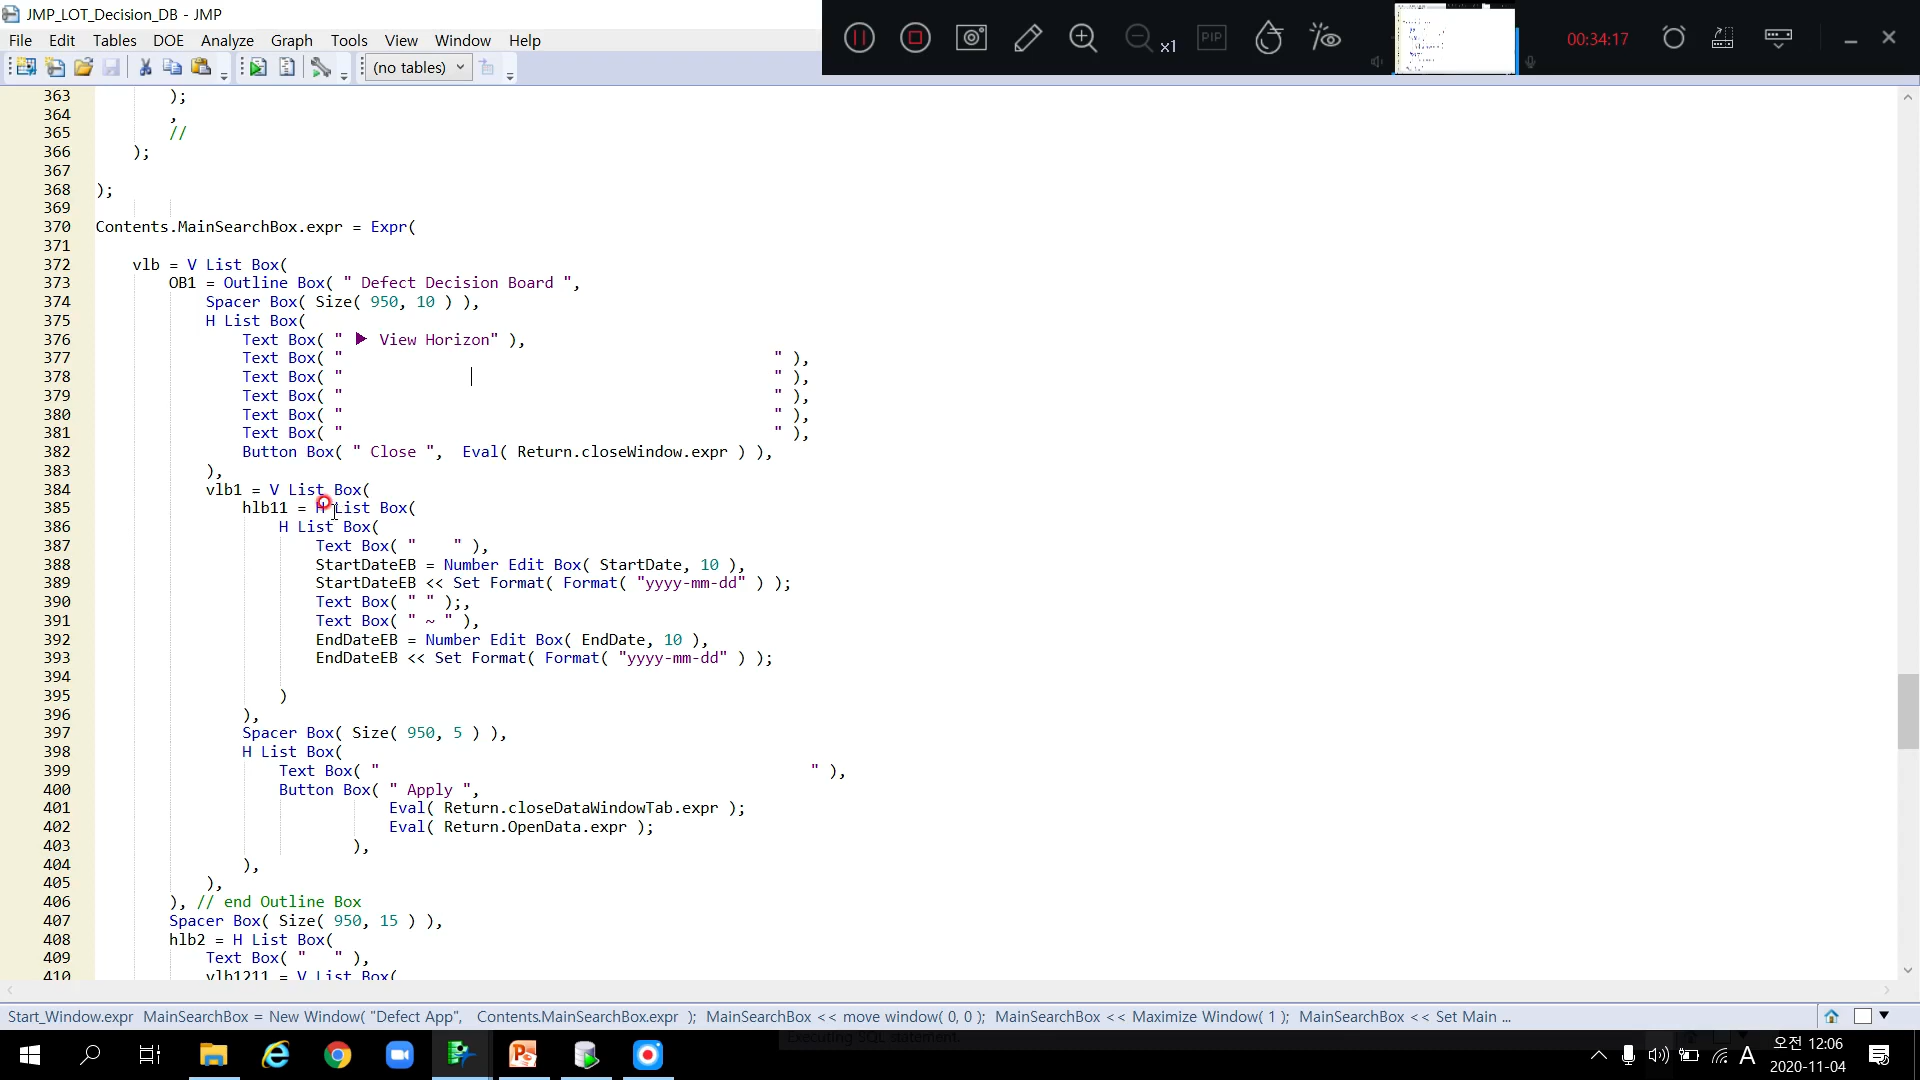 JMP_LOT_Decision_DB - JMP
File Edit Tables DOE Analyze Graph Tools View Window Help
(no tables)
x1
PIP
00:34:17
363 );
364 ,
365 //
366 );
367
368 );
369
370 Contents.MainSearchBox.expr = Expr(
371
372 vlb = V List Box(
373 OB1 = Outline Box( " Defect Decision Board ",
374 Spacer Box( Size( 950, 10 ) ),
375 H List Box(
376 Text Box( " ▶ View Horizon" ),
377 Text Box( " " ),
378 Text Box( " " ),
379 Text Box( " " ),
380 Text Box( " " ),
381 Text Box( " " ),
382 Button Box( " Close ", Eval( Return.closeWindow.expr ) ),
383 ),
384 vlb1 = V List Box(
385 hlb11 = H List Box(
386 H List Box(
387 Text Box( " " ),
388 StartDateEB = Number Edit Box( StartDate, 10 ),
389 StartDateEB << Set Format( Format( "yyyy-mm-dd" ) );
390 Text Box( " " );,
391 Text Box( " ~ " ),
392 EndDateEB = Number Edit Box( EndDate, 10 ),
393 EndDateEB << Set Format( Format( "yyyy-mm-dd" ) );
394
395 )
396 ),
397 Spacer Box( Size( 950, 5 ) ),
398 H List Box(
399 Text Box( " " ),
400 Button Box( " Apply ",
401 Eval( Return.closeDataWindowTab.expr );
402 Eval( Return.OpenData.expr );
403 ),
404 ),
405 ),
406 ), // end Outline Box
407 Spacer Box( Size( 950, 15 ) ),
408 hlb2 = H List Box(
409 Text Box( " " ),
410 vlb1211 = V List Box(
Start_Window.expr MainSearchBox = New Window( "Defect App", Contents.MainSearchBox.expr ); MainSearchBox << move window( 0, 0 ); MainSearchBox << Maximize Window( 1 ); MainSearchBox << Set Main ...
Executing SQL statement.
A
오전 12:06
2020-11-04